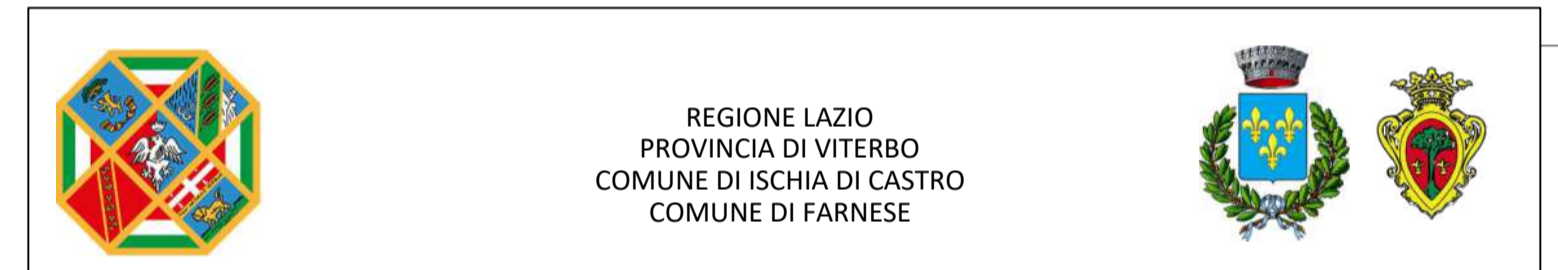 REGIONE LAZIO
PROVINCIA DI VITERBO
COMUNE DI ISCHIA DI CASTRO
COMUNE DI FARNESE